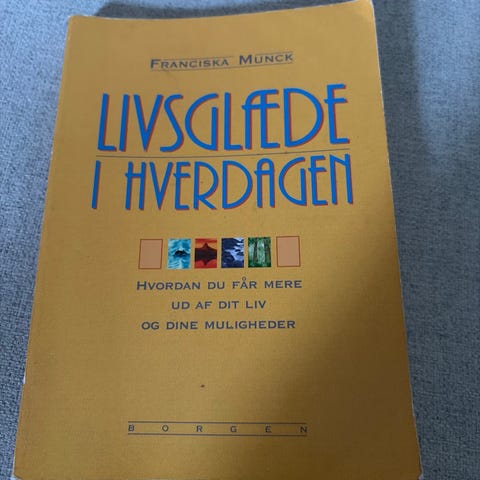 FRANCISKA MUNCK
LIVSGLÆDE
I HVERDAGEN
HVORDAN DU FÅR MERE
UD AF DIT LIV
OG DINE MULIGHEDER
BORGEN